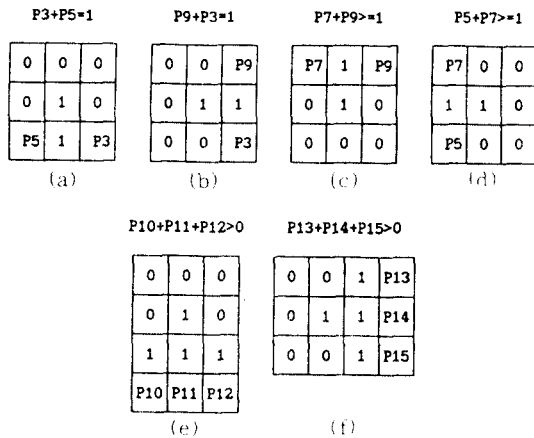 P3+P5=1 P9+P3=1 P7+P9>=1 P5+P7>=1
0 0 0 0 0 P9 P7 1 P9 P7 0 0
0 1 0 0 1 1 0 1 0 1 1 0
P5 1 P3 0 0 P3 0 0 0 P5 0 0
(a) (b) (c) (d)
P10+P11+P12>0 P13+P14+P15>0
0 0 0 0 0 1 P13
0 1 0 0 1 1 P14
1 1 1 0 0 1 P15
P10 P11 P12
(e) (f)